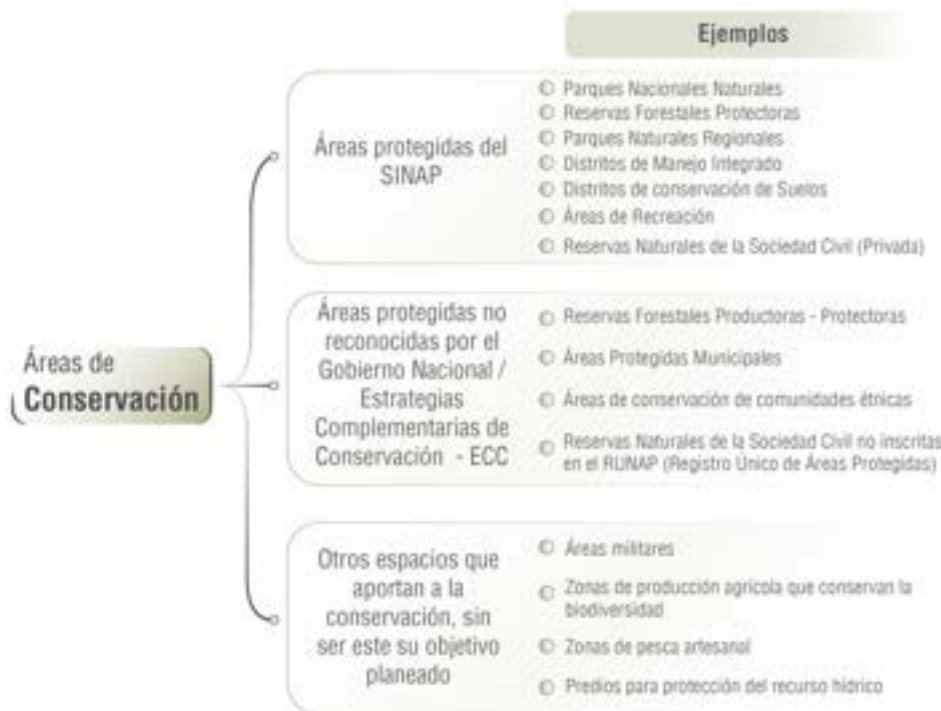 Ejemplos
Áreas de
Conservación
Áreas protegidas del
SINAP
Parques Nacionales Naturales
Reservas Forestales Protectoras
Parques Naturales Regionales
Distritos de Manejo Integrado
Distritos de conservación de Suelos
Áreas de Recreación
Reservas Naturales de la Sociedad Civil (Privada)
Áreas protegidas no
reconocidas por el
Gobierno Nacional /
Estrategias
Complementarias de
Conservación - ECC
Reservas Forestales Productoras - Protectoras
Áreas Protegidas Municipales
Áreas de conservación de comunidades étnicas
Reservas Naturales de la Sociedad Civil no inscritas
en el RUNAP (Registro Único de Áreas Protegidas)
Otros espacios que
aportan a la
conservación, sin
ser este su objetivo
planeado
Áreas militares
Zonas de producción agrícola que conservan la
biodiversidad
Zonas de pesca artesanal
Predios para protección del recurso hídrico